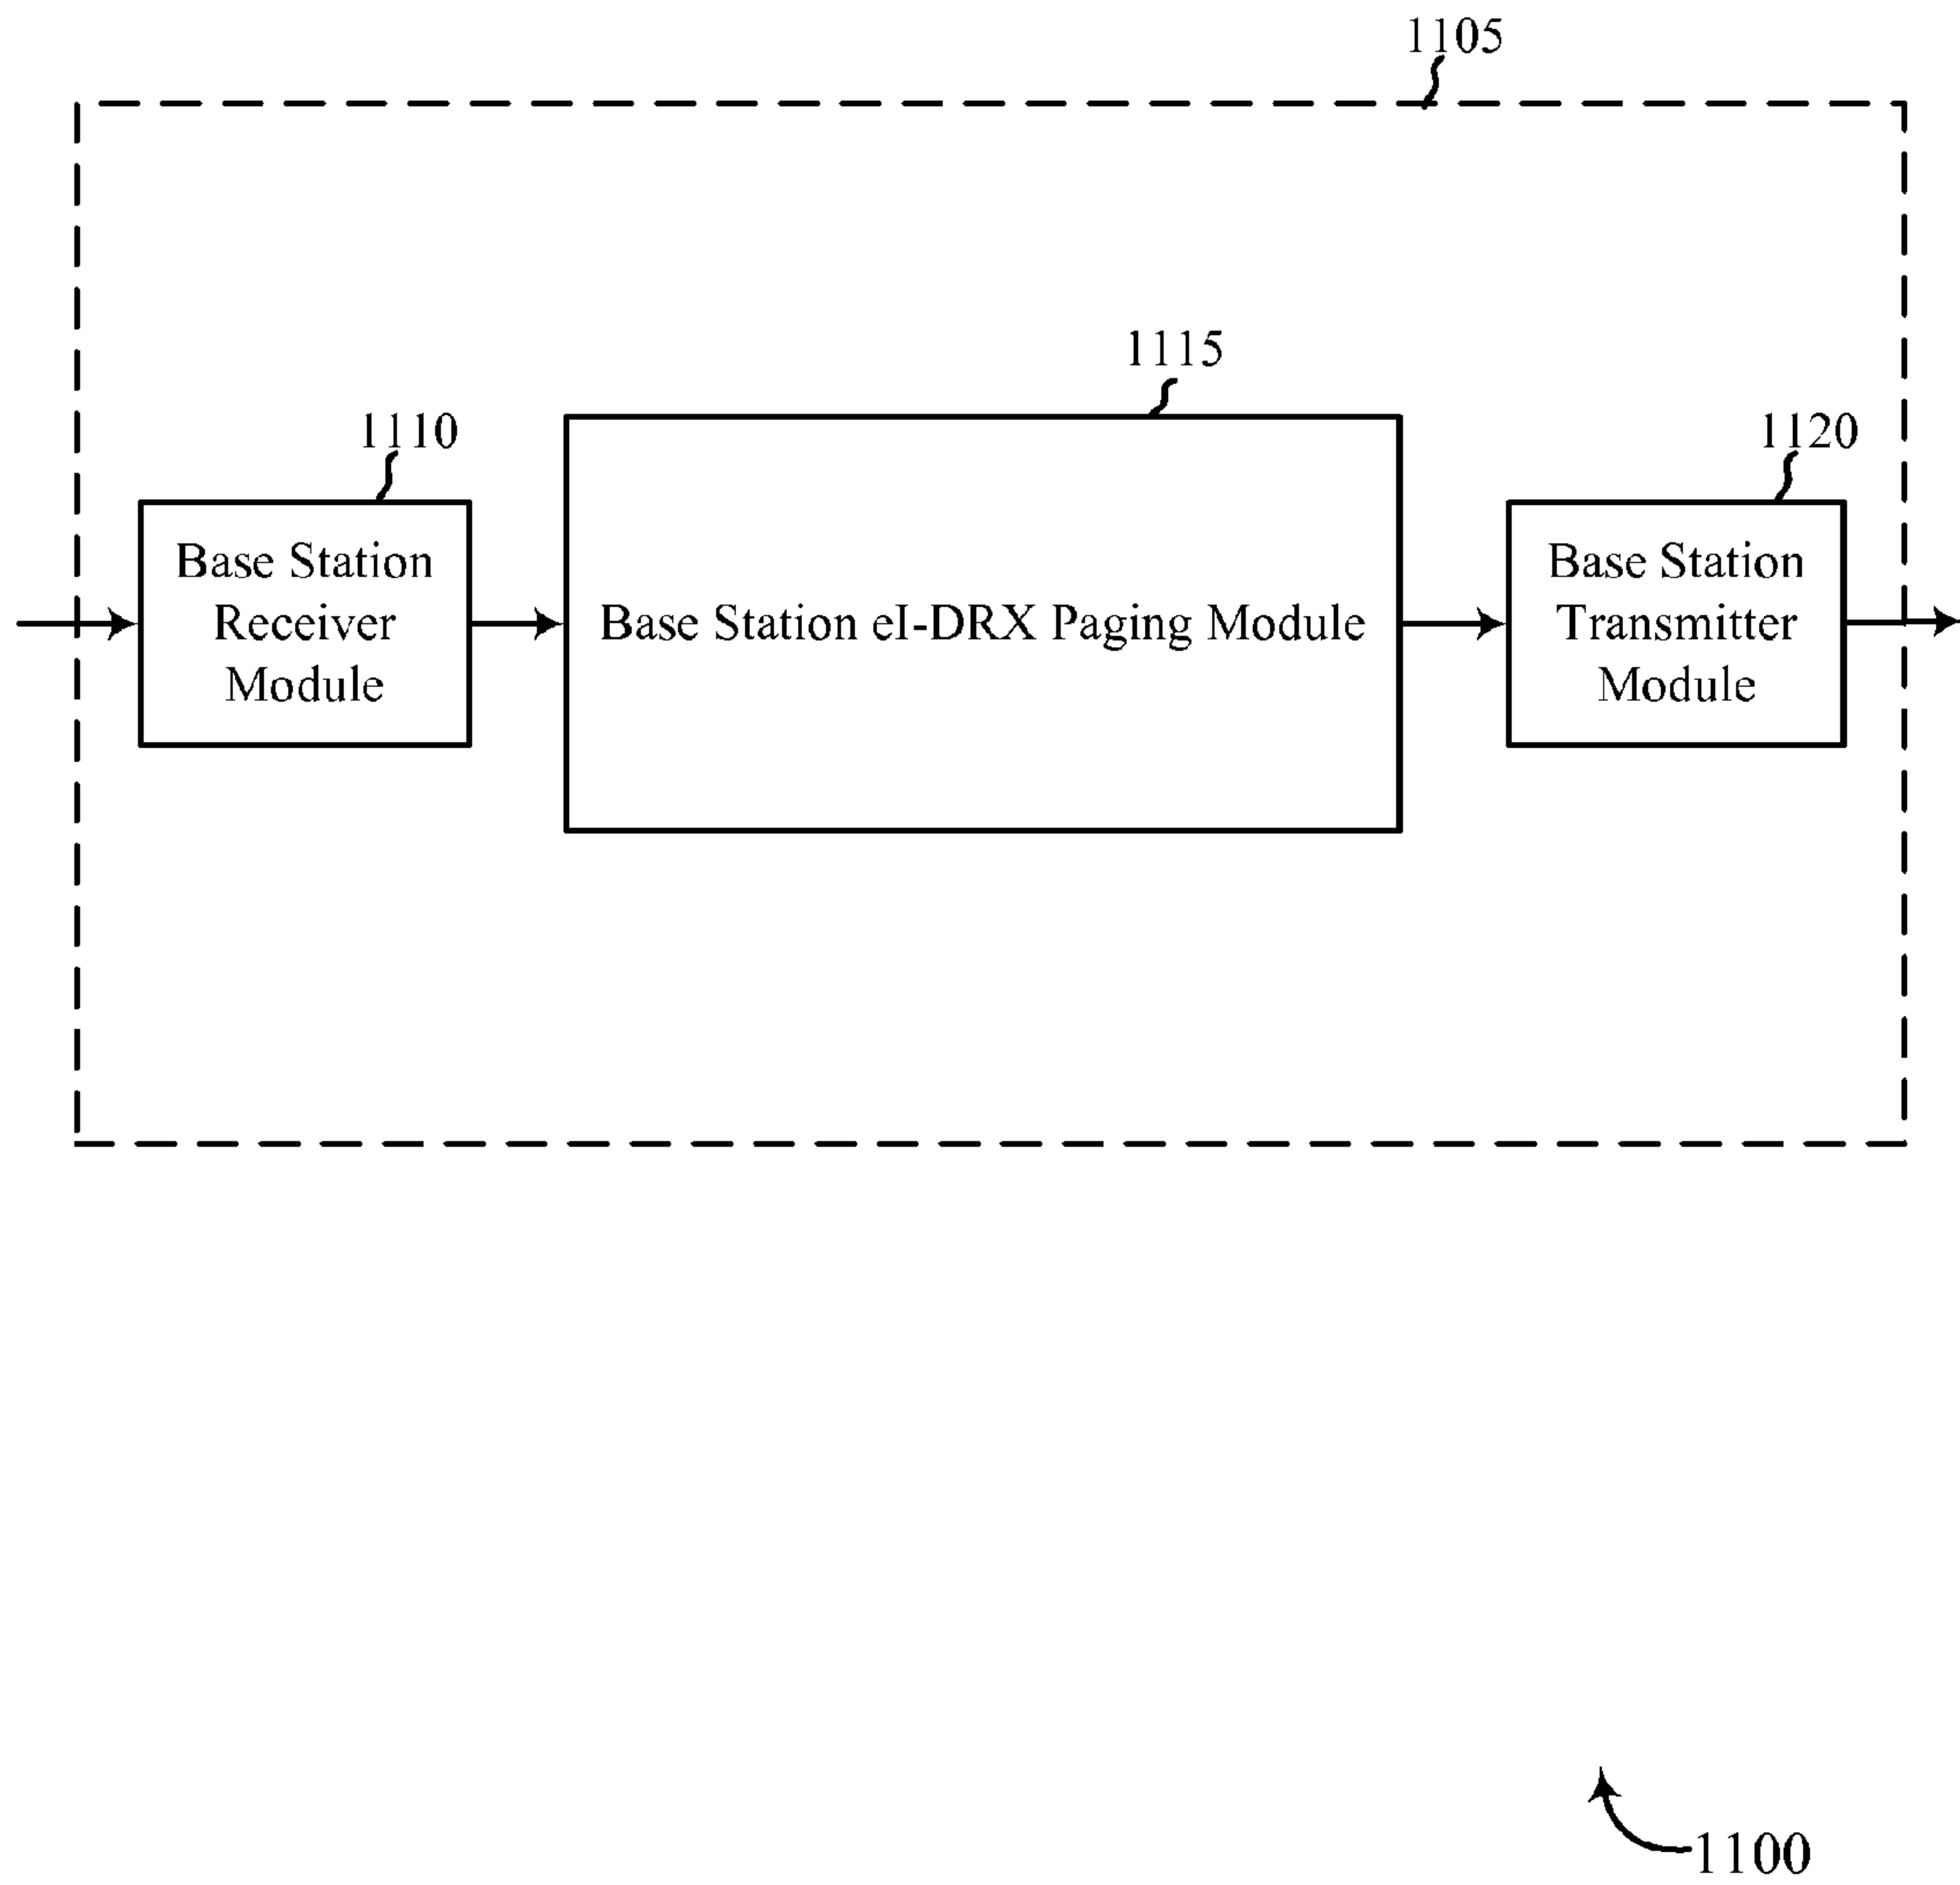 1105
1115
1110
1120
Base Station
Receiver
Module
Base Station eI-DRX Paging Module
Base Station
Transmitter
Module
1100